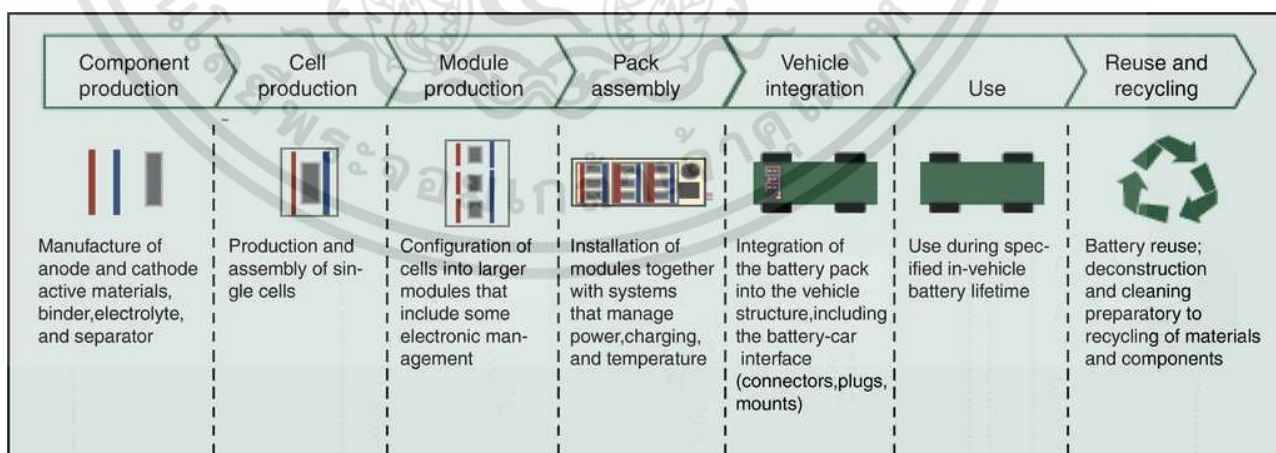 Component
production
Cell
production
Module
production
Pack
assembly
Vehicle
integration
Use
Reuse and
recycling
Manufacture of
anode and cathode
active materials,
binder,electrolyte,
and separator
Production and
assembly of sin-
gle cells
Configuration of
cells into larger
modules that
include some
electronic man-
agement
Installation of
modules together
with systems
that manage
power,charging,
and temperature
Integration of
the battery pack
into the vehicle
structure,including
the battery-car
interface
(connectors,plugs,
mounts)
Use during spec-
ified in-vehicle
battery lifetime
Battery reuse;
deconstruction
and cleaning
preparatory to
recycling of materials
and components